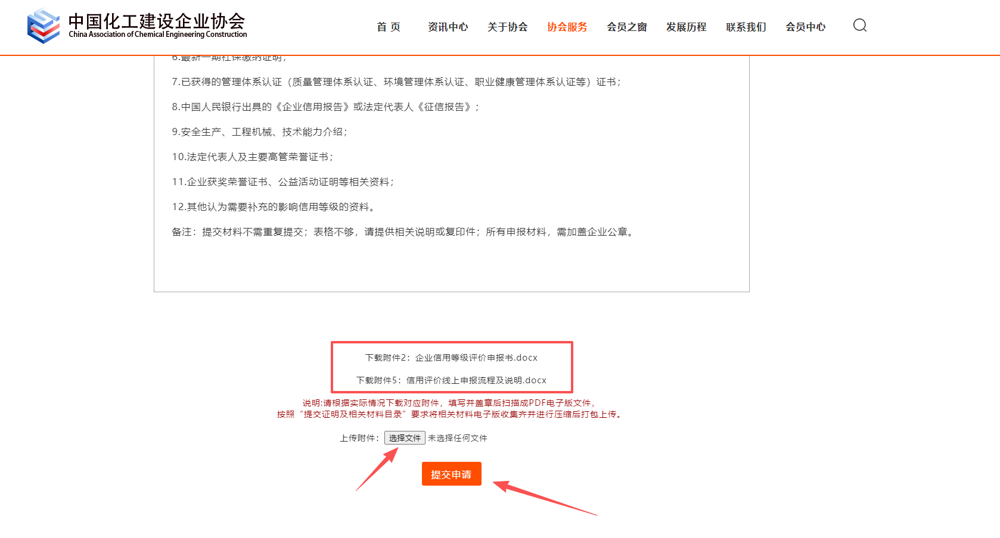 中国化工建设企业协会
China Association of Chemical Engineering Construction
首 页 资讯中心 关于协会 协会服务 会员之窗 发展历程 联系我们 会员中心
6.最新一期社保缴纳证明；
7.已获得的管理体系认证（质量管理体系认证、环境管理体系认证、职业健康管理体系认证等）证书；
8.中国人民银行出具的《企业信用报告》或法定代表人《征信报告》；
9.安全生产、工程机械、技术能力介绍；
10.法定代表人及主要高管荣誉证书；
11.企业获奖荣誉证书、公益活动证明等相关资料；
12.其他认为需要补充的影响信用等级的资料。
备注：提交材料不需重复提交；表格不够，请提供相关说明或复印件；所有申报材料，需加盖企业公章。
下载附件2：企业信用等级评价申报书.docx
下载附件5：信用评价线上申报流程及说明.docx
说明:请根据实际情况下载对应附件，填写并盖章后扫描成PDF电子版文件，
按照“提交证明及相关材料目录”要求将相关材料电子版收集齐并进行压缩后打包上传。
上传附件：选择文件 未选择任何文件
提交申请